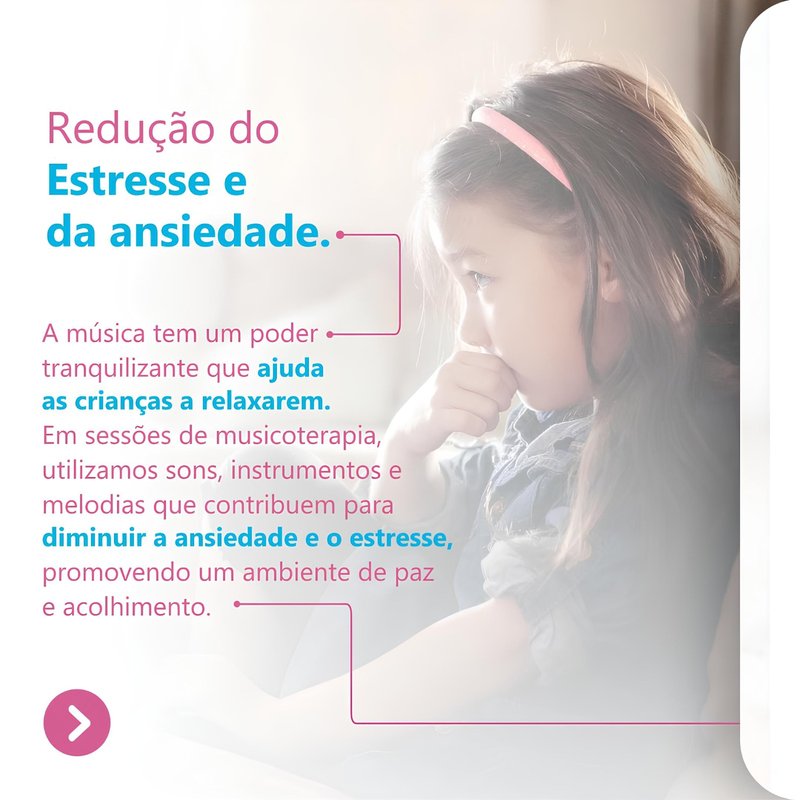 Redução do
Estresse e
da ansiedade.
A música tem um poder
tranquilizante que ajuda
as crianças a relaxarem.
Em sessões de musicoterapia,
utilizamos sons, instrumentos e
melodias que contribuem para
diminuir a ansiedade e o estresse,
promovendo um ambiente de paz
e acolhimento.